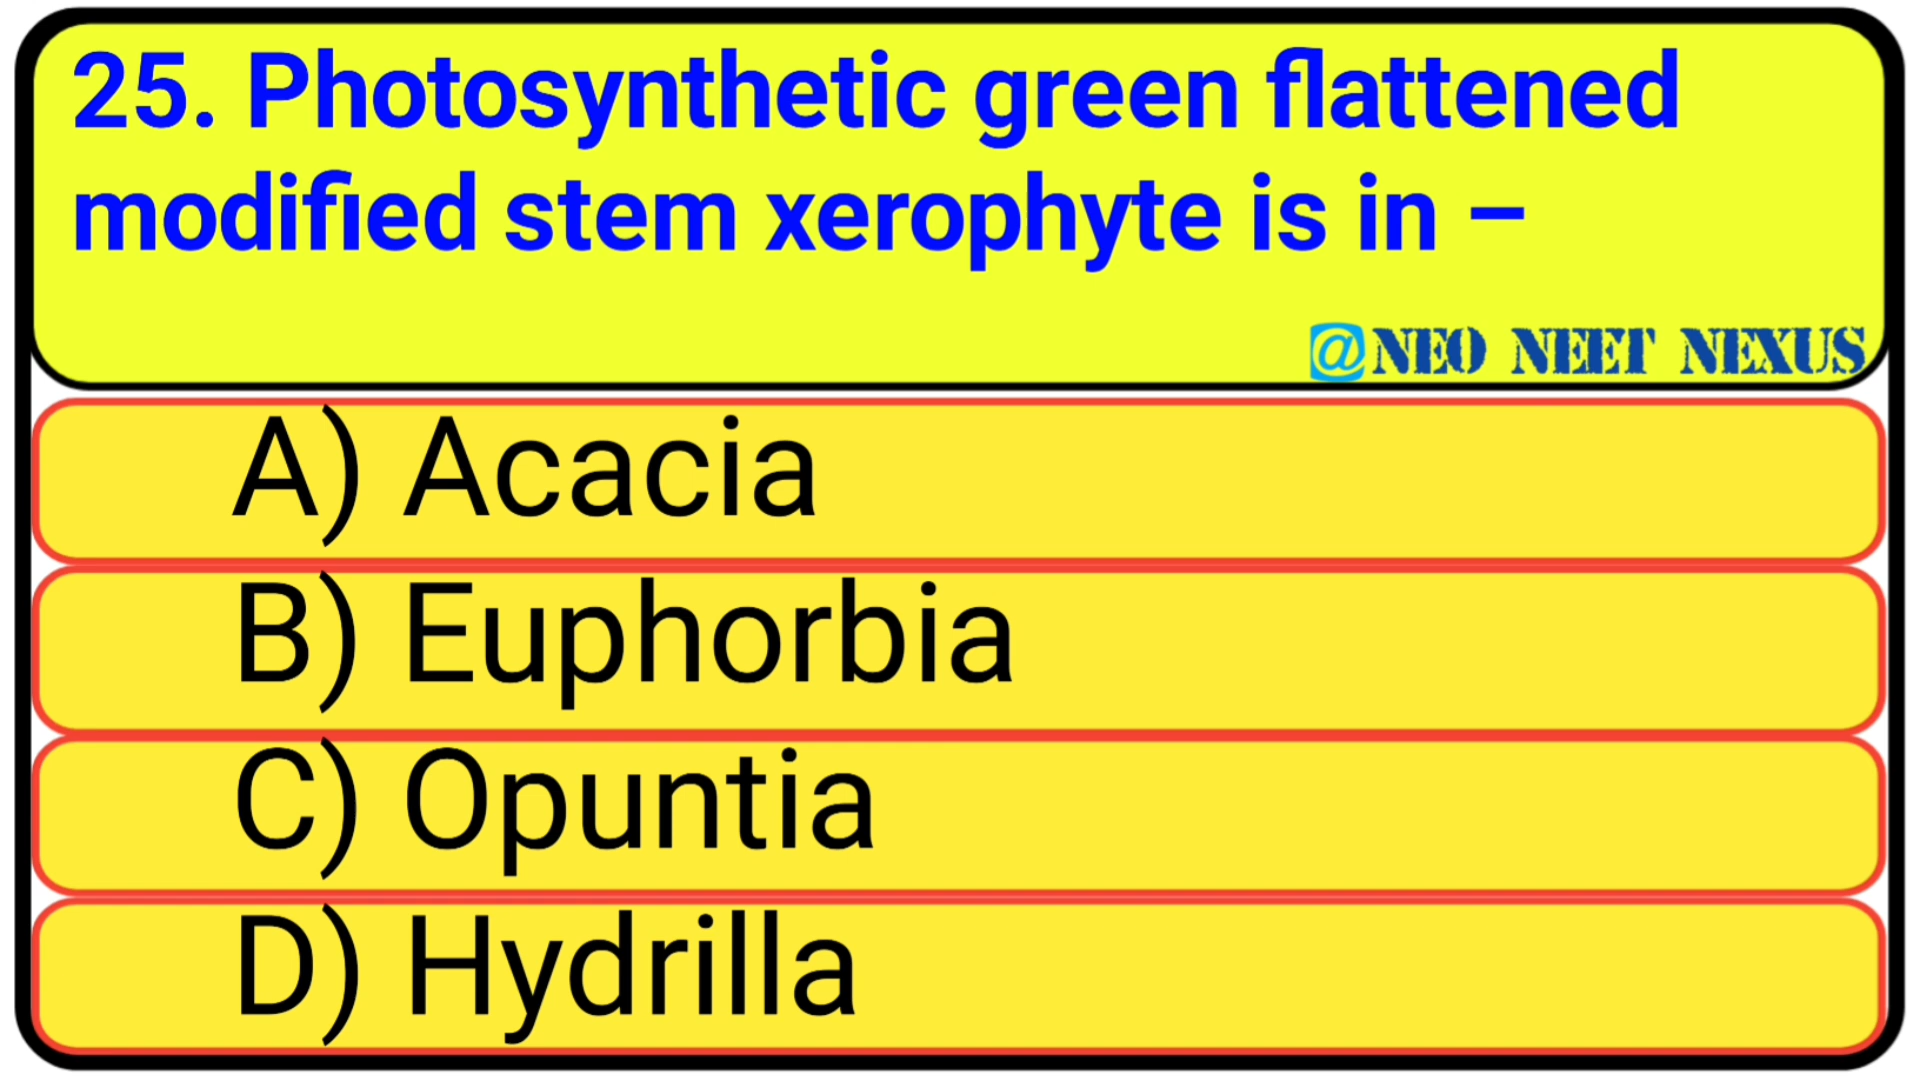 25. Photosynthetic green flattened
modified stem xerophyte is in –
@NEO NEET NEXUS
A) Acacia
B) Euphorbia
C) Opuntia
D) Hydrilla